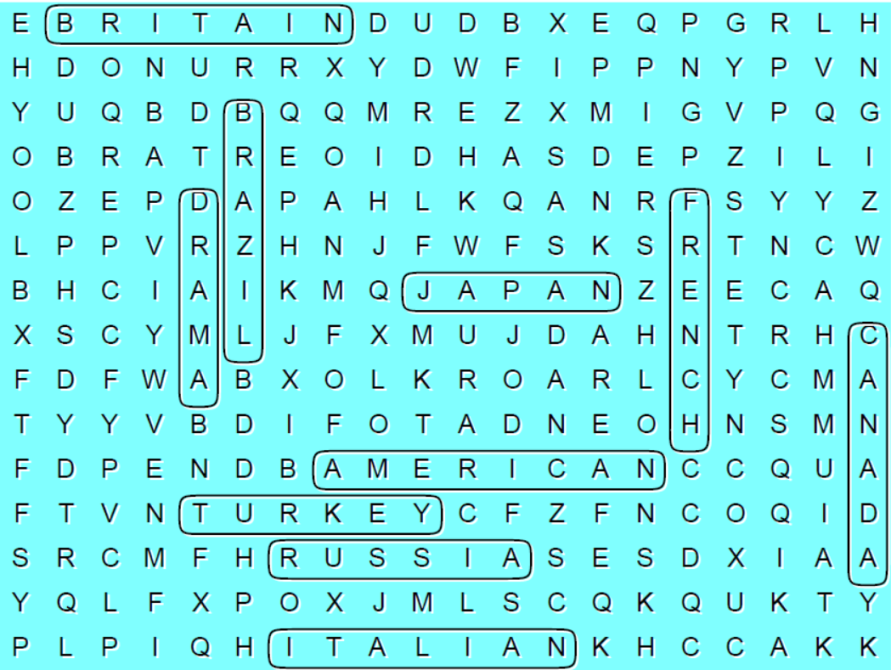 E B R I T A I N D U D B X E Q P G R L H
H D O N U R R X Y D W F I P P N Y P V N
Y U Q B D B Q Q M R E Z X M I G V P Q G
O B R A T R E O I D H A S D E P Z I L I
O Z E P D A P A H L K Q A N R F S Y Y Z
L P P V R Z H N J F W F S K S R T N C W
B H C I A I K M Q J A P A N Z E E C A Q
X S C Y M L J F X M U J D A H N T R H C
F D F W A B X O L K R O A R L C Y C M A
T Y Y V B D I F O T A D N E O H N S M N
F D P E N D B A M E R I C A N C C Q U A
F T V N T U R K E Y C F Z F N C O Q I D
S R C M F H R U S S I A S E S D X I A A
Y Q L F X P O X J M L S C Q K Q U K T Y
P L P I Q H I T A L I A N K H C C A K K